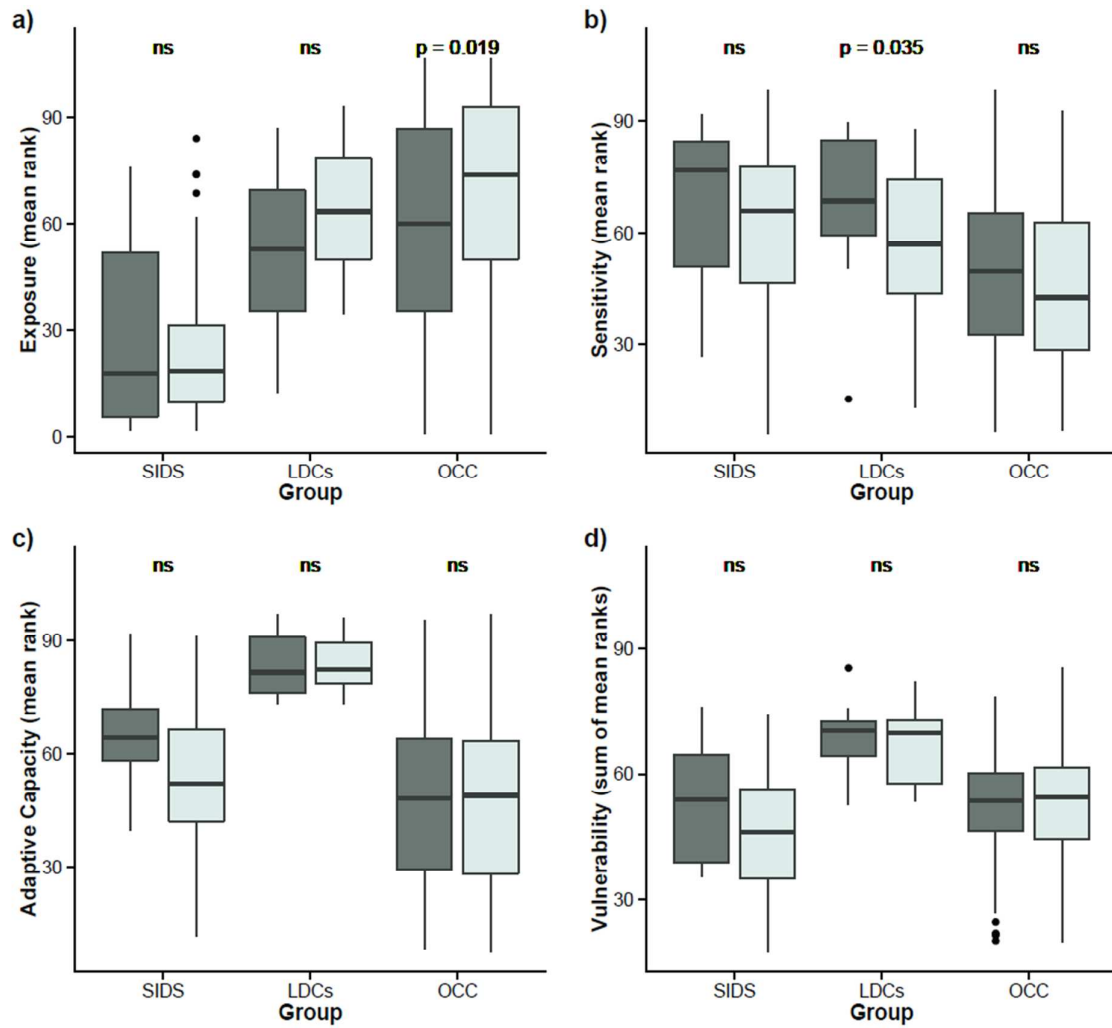 a)
ns ns p = 0.019
Exposure (mean rank)
90
60
30
0
SIDS LDCs OCC
Group
b)
ns p = 0.035 ns
Sensitivity (mean rank)
90
60
30
SIDS LDCs OCC
Group
c)
ns ns ns
Adaptive Capacity (mean rank)
90
60
30
SIDS LDCs OCC
Group
d)
ns ns ns
Vulnerability (sum of mean ranks)
90
60
30
SIDS LDCs OCC
Group